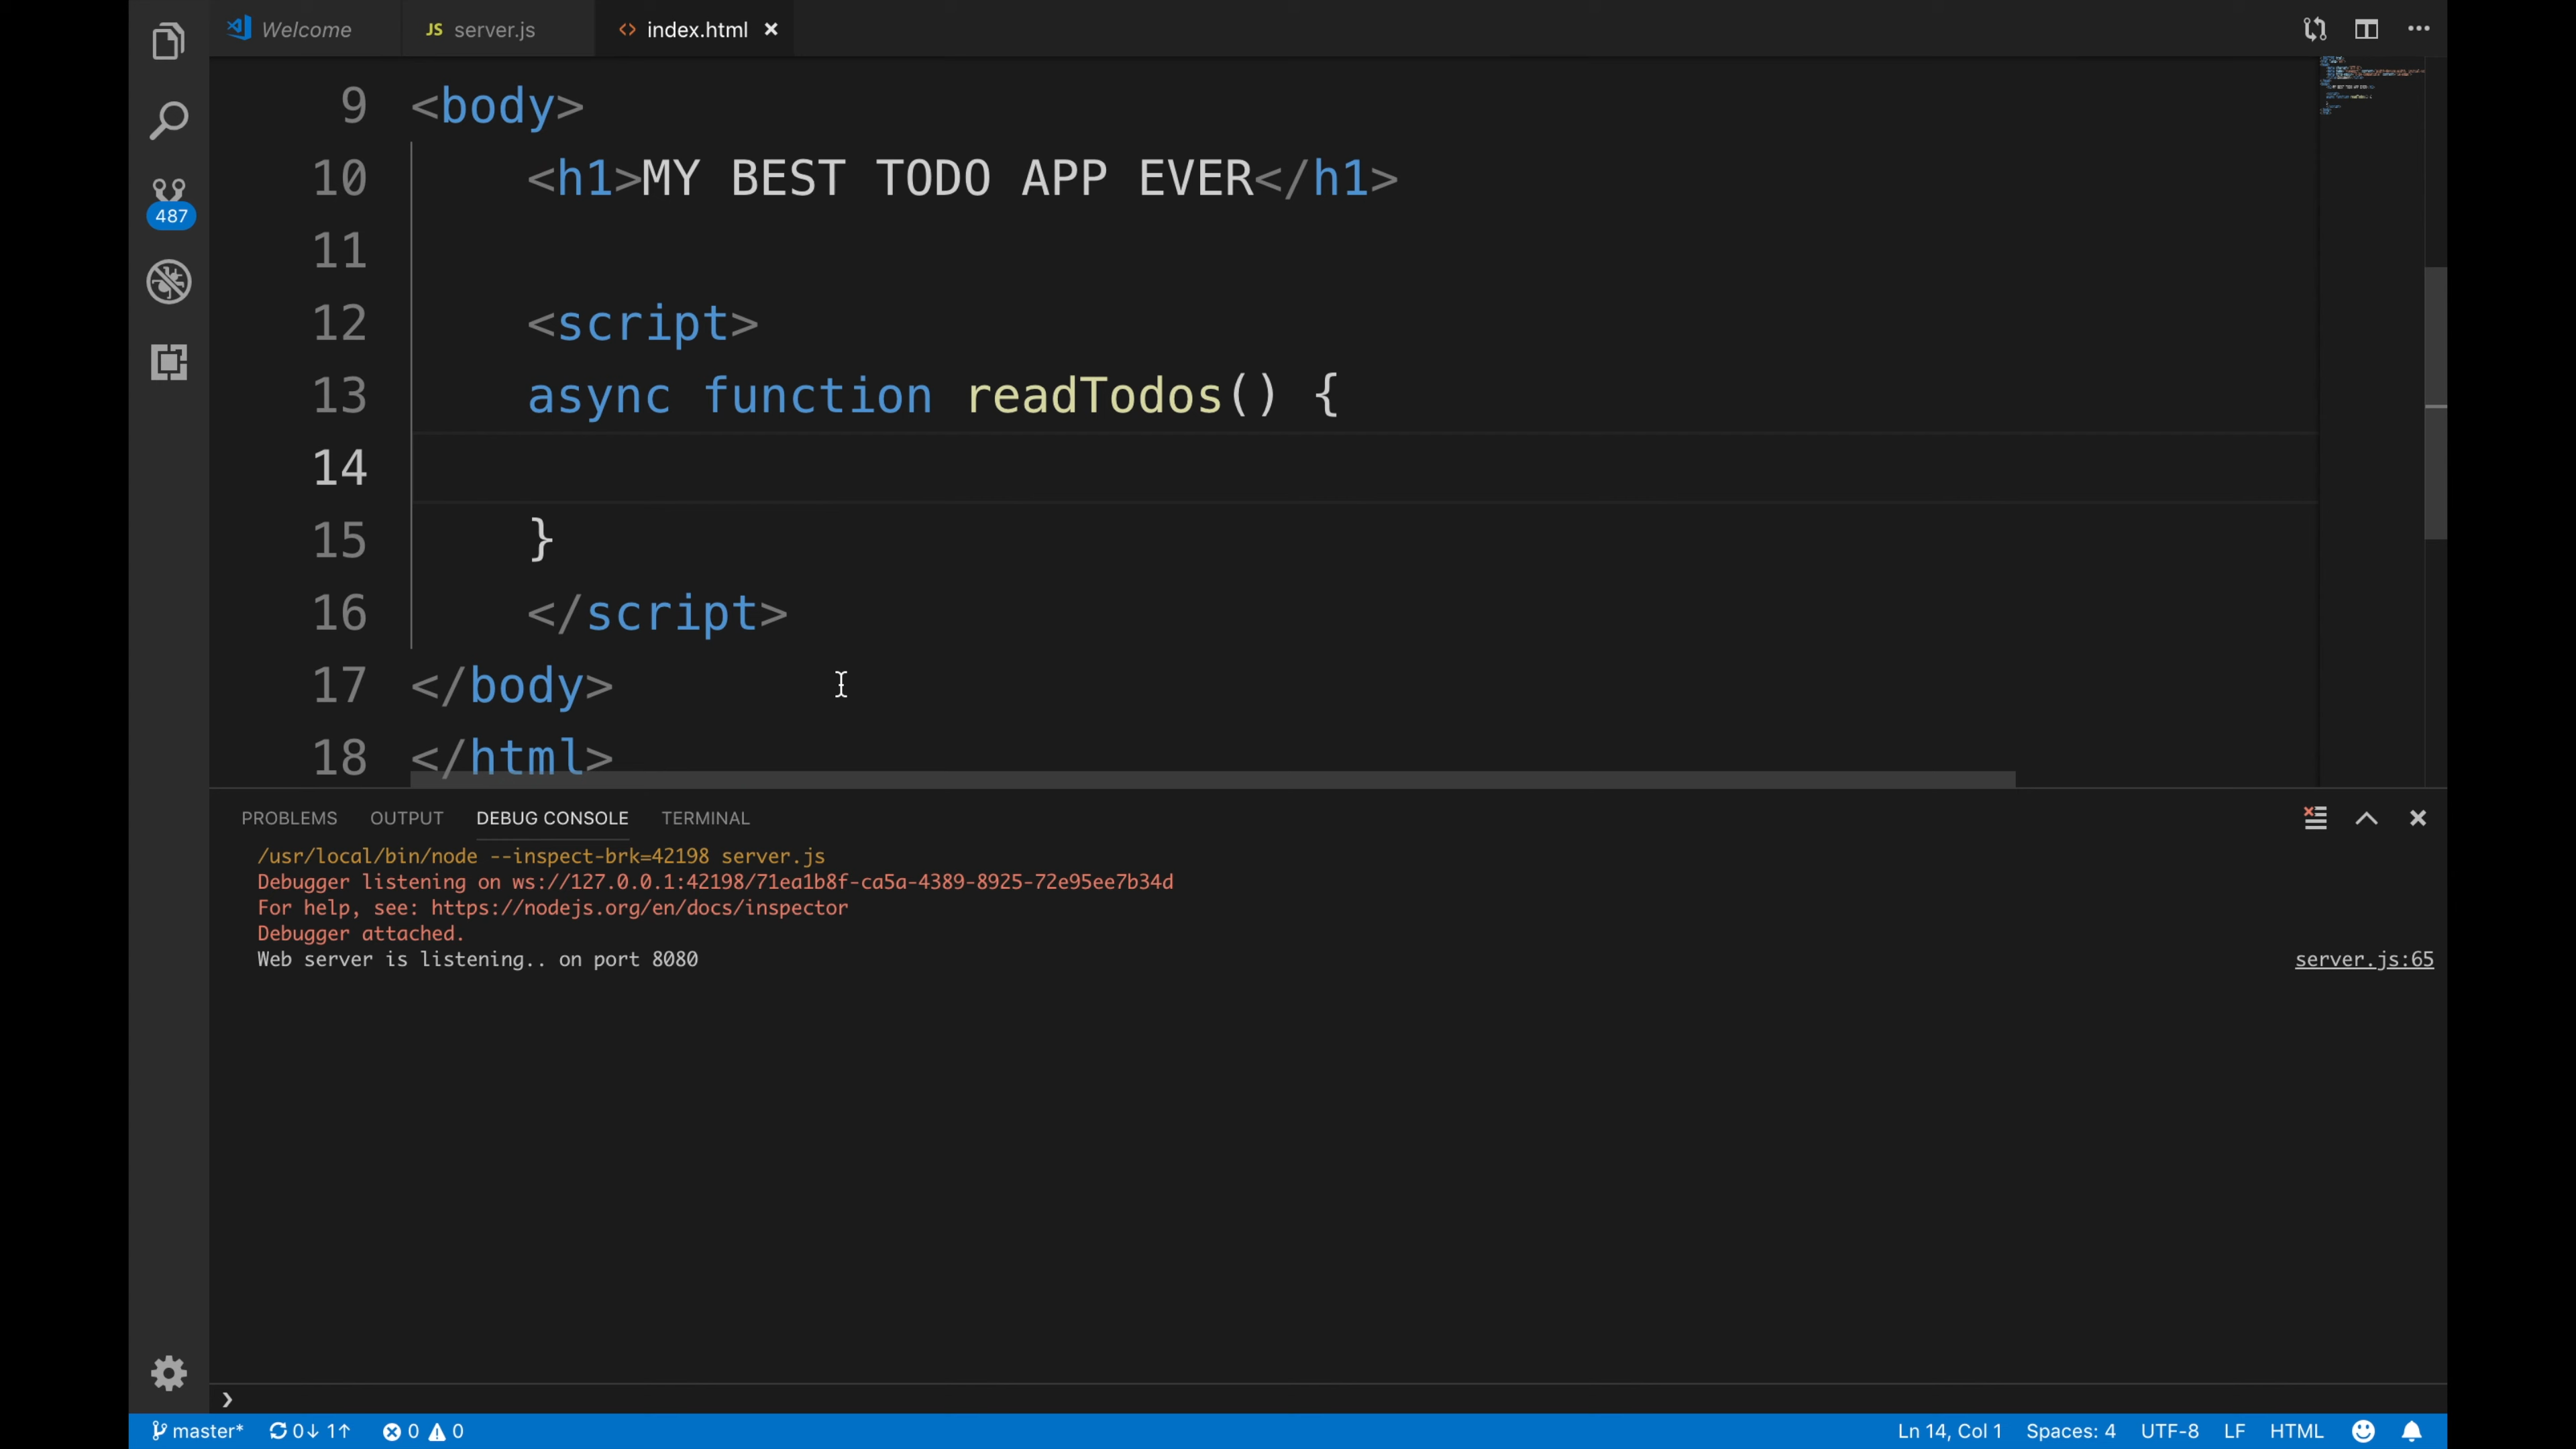 Welcome
JS server.js
<> index.html
9 <body>
10 <h1>MY BEST TODO APP EVER</h1>
11
487
12 <script>
13 async function readTodos() {
14
15 }
16 </script>
17 </body>
18 </html>
PROBLEMS OUTPUT DEBUG CONSOLE TERMINAL
/usr/local/bin/node --inspect-brk=42198 server.js
Debugger listening on ws://127.0.0.1:42198/71ea1b8f-ca5a-4389-8925-72e95ee7b34d
For help, see: https://nodejs.org/en/docs/inspector
Debugger attached.
Web server is listening.. on port 8080 server.js:65
master* 0↓ 1↑ 0 0 Ln 14, Col 1 Spaces: 4 UTF-8 LF HTML